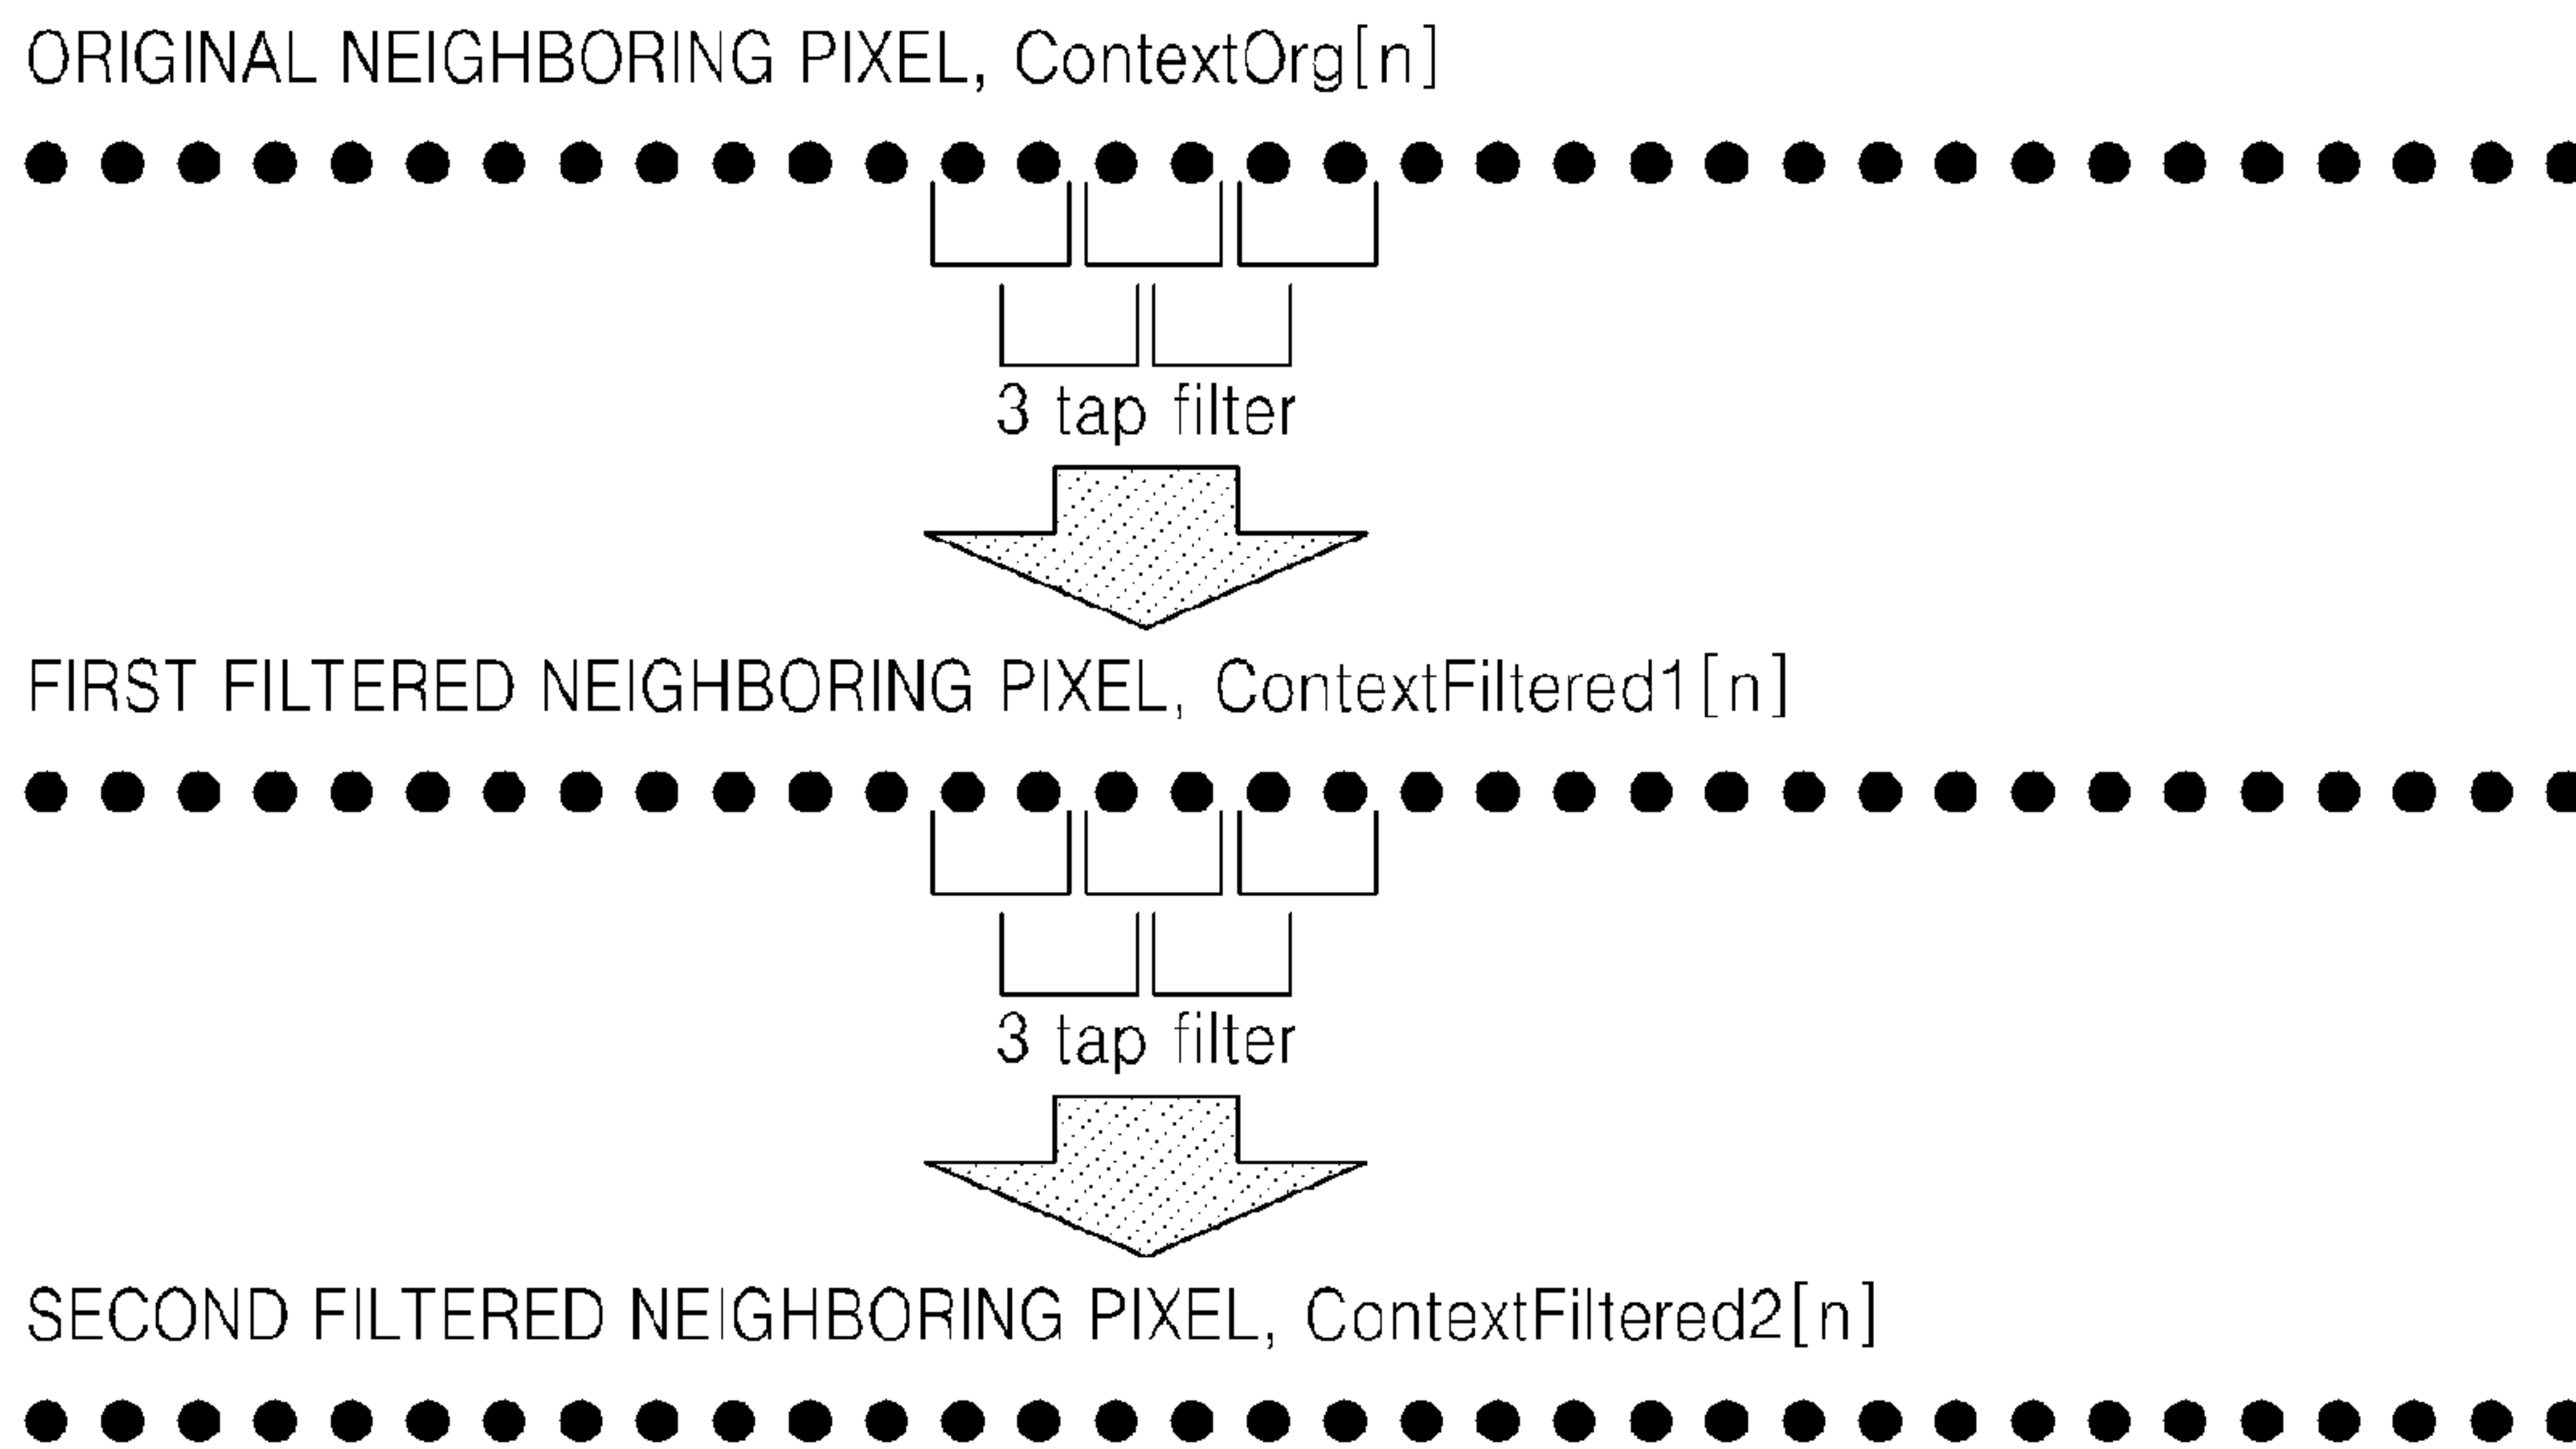 ORIGINAL NEIGHBORING PIXEL, ContextOrg[n]
3 tap filter
FIRST FILTERED NEIGHBORING PIXEL, ContextFiltered1[n]
3 tap filter
SECOND FILTERED NEIGHBORING PIXEL, ContextFiltered2[n]